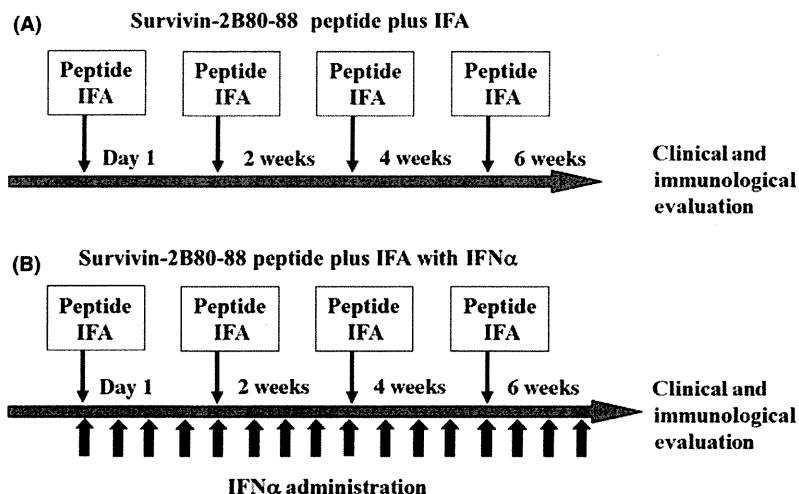 (A)
Survivin-2B80-88 peptide plus IFA
Peptide
IFA
Peptide
IFA
Peptide
IFA
Peptide
IFA
Day 1
2 weeks
4 weeks
6 weeks
Clinical and
immunological
evaluation
(B)
Survivin-2B80-88 peptide plus IFA with IFNα
Peptide
IFA
Peptide
IFA
Peptide
IFA
Peptide
IFA
Day 1
2 weeks
4 weeks
6 weeks
Clinical and
immunological
evaluation
IFNα administration